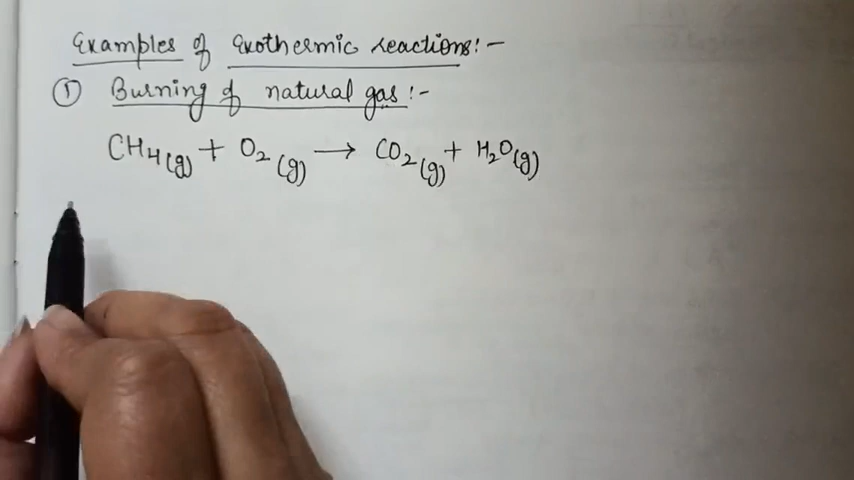 Examples of Exothermic reactions:-
① Burning of natural gas:-
CH4(g) + O2(g) → CO2(g) + H2O(g)